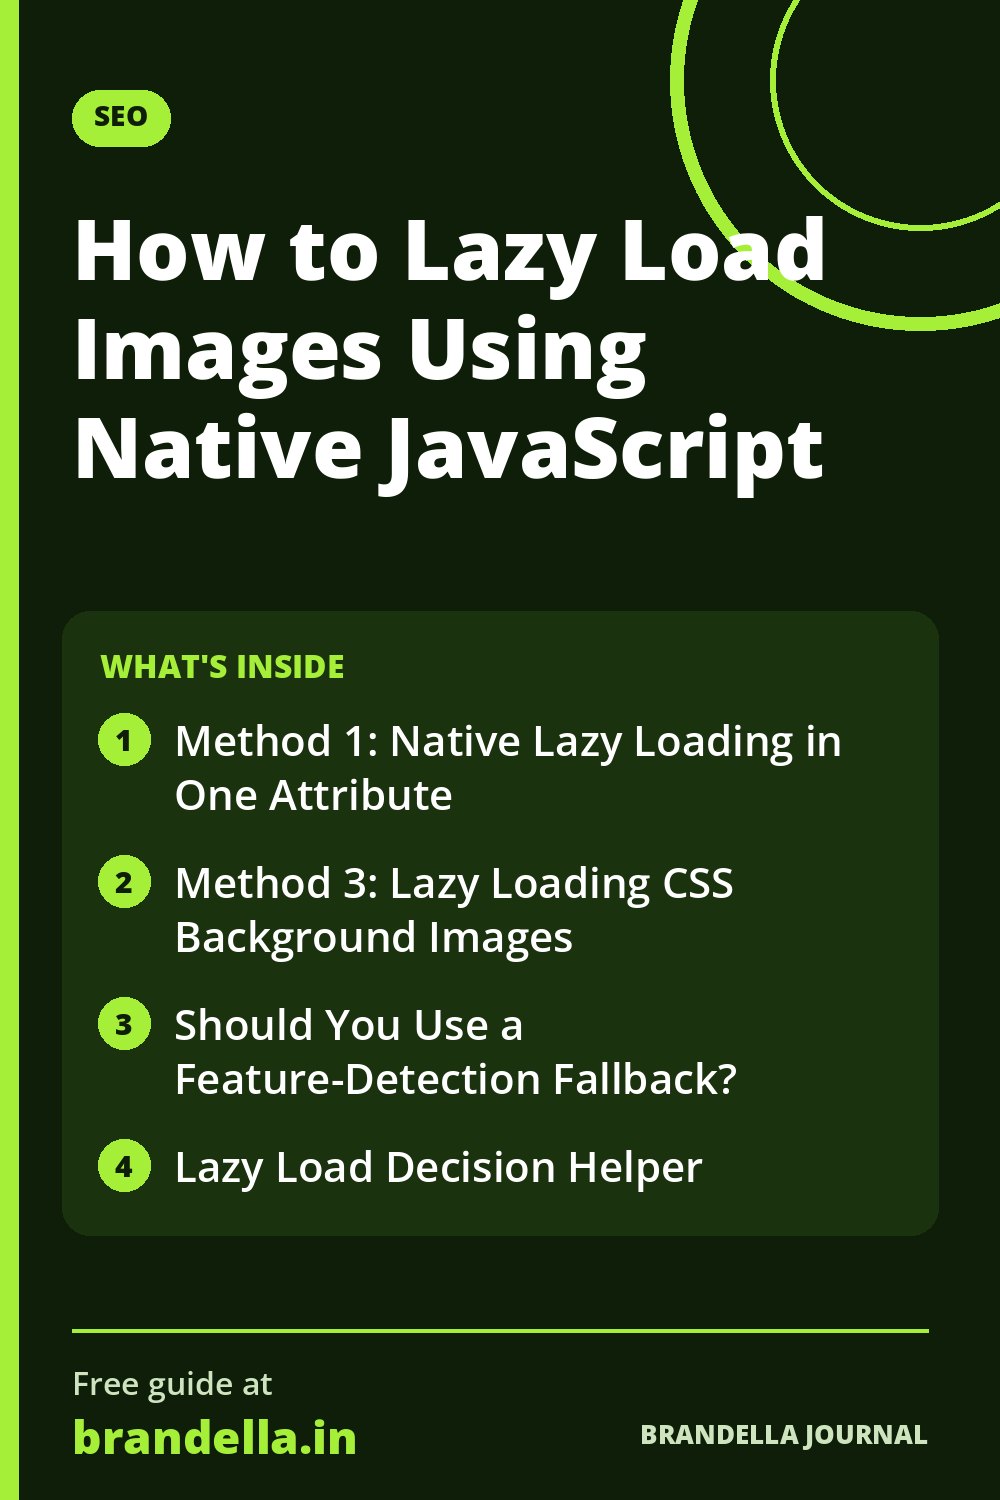 SEO
How to Lazy Load
Images Using
Native JavaScript
WHAT'S INSIDE
1 Method 1: Native Lazy Loading in
One Attribute
2 Method 3: Lazy Loading CSS
Background Images
3 Should You Use a
Feature-Detection Fallback?
4 Lazy Load Decision Helper
Free guide at
brandella.in
BRANDELLA JOURNAL